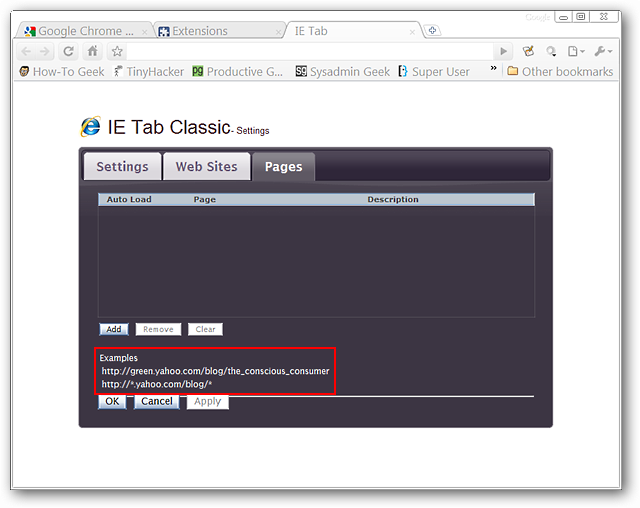 Google
Google Chrome ... Extensions IE Tab
How-To Geek TinyHacker Productive G... Sysadmin Geek Super User » Other bookmarks
IE Tab Classic- Settings
Settings Web Sites Pages
Auto Load Page Description
Add Remove Clear
Examples
http://green.yahoo.com/blog/the_conscious_consumer
http://*.yahoo.com/blog/*
OK Cancel Apply